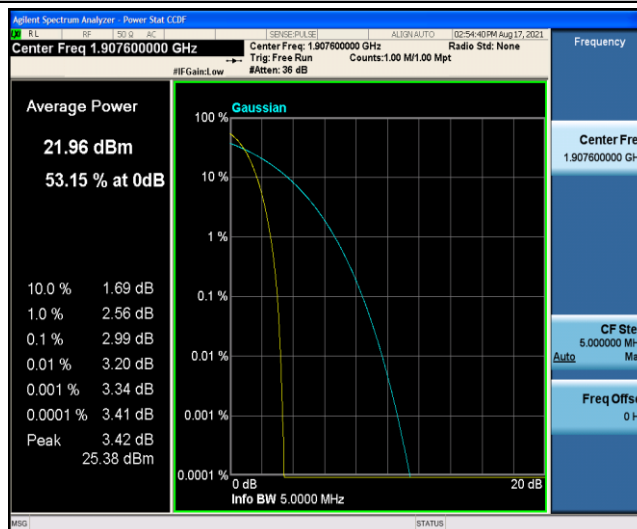 Agilent Spectrum Analyzer - Power Stat CCDF
RL RF 50 Ω AC SENSE:PULSE ALIGN AUTO 02:54:40 PM Aug 17, 2021
Center Freq 1.907600000 GHz
Center Freq: 1.907600000 GHz Radio Std: None
Trig: Free Run Counts:1.00 M/1.00 Mpt
#IFGain:Low #Atten: 36 dB
Frequency
Average Power
21.96 dBm
53.15 % at 0dB
10.0 % 1.69 dB
1.0 % 2.56 dB
0.1 % 2.99 dB
0.01 % 3.20 dB
0.001 % 3.34 dB
0.0001 % 3.41 dB
Peak 3.42 dB
25.38 dBm
Gaussian
100 %
10 %
1 %
0.1 %
0.01 %
0.001 %
0.0001 %
0 dB 20 dB
Info BW 5.0000 MHz
Center Fre
1.907600000 GH
CF Ste
5.000000 MH
Auto Ma
Freq Offse
0 H
MSG STATUS